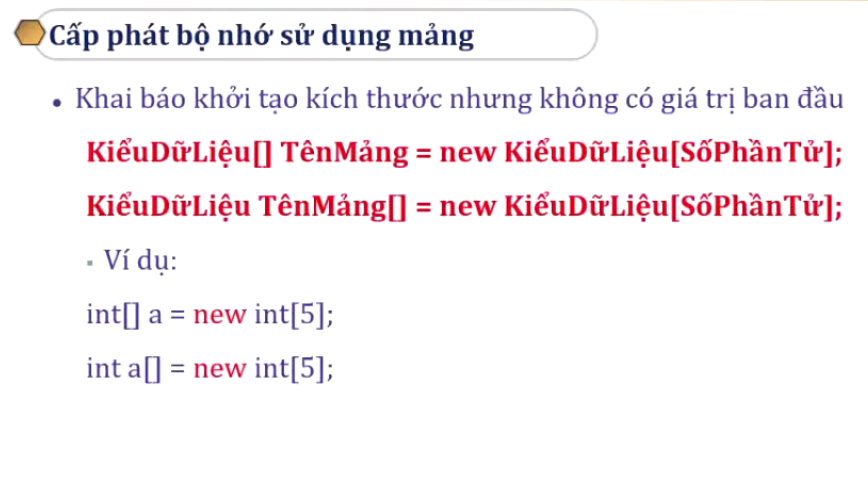 Cấp phát bộ nhớ sử dụng mảng
• Khai báo khởi tạo kích thước nhưng không có giá trị ban đầu
KiểuDữLiệu[] TênMảng = new KiểuDữLiệu[SốPhầnTử];
KiểuDữLiệu TênMảng[] = new KiểuDữLiệu[SốPhầnTử];
▪ Ví dụ:
int[] a = new int[5];
int a[] = new int[5];